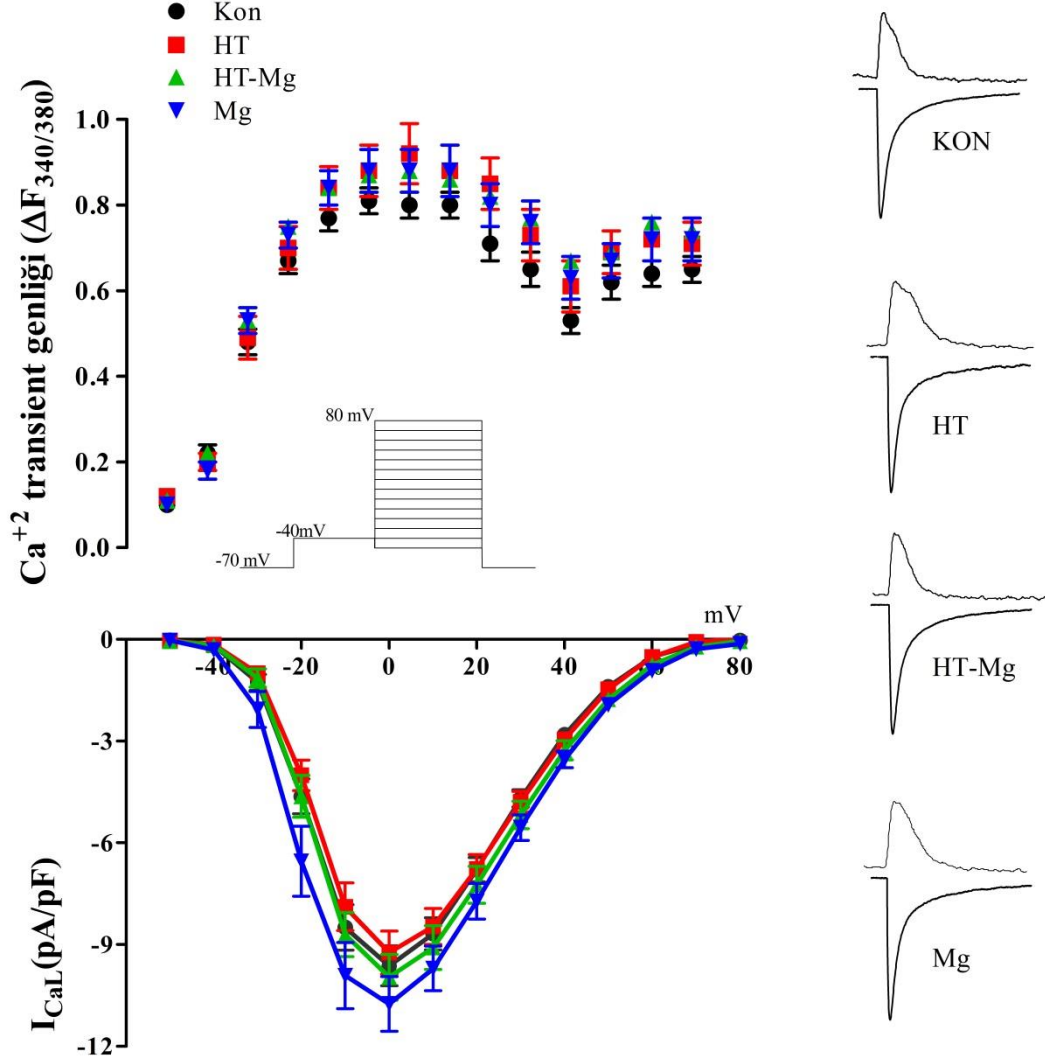 Kon
HT
HT-Mg
Mg
Ca+2 transient genliği (ΔF340/380)
1.0
0.8
0.6
0.4
0.2
0.0
80 mV
-40mV
-70 mV
mV
0
-3
-6
-9
-12
-40
-20
0
20
40
60
80
ICaL(pA/pF)
KON
HT
HT-Mg
Mg